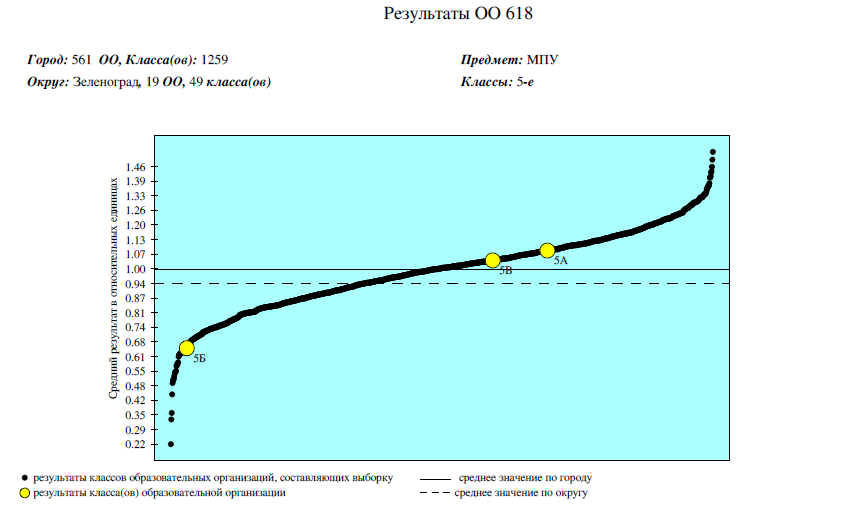 Результаты ОО 618
Город: 561 ОО, Класса(ов): 1259
Предмет: МПУ
Округ: Зеленоград, 19 ОО, 49 класса(ов)
Классы: 5-е
Средний результат в относительных единицах
1.46
1.39
1.33
1.26
1.20
1.13
1.07
1.00
0.94
0.87
0.81
0.74
0.68
0.61
0.55
0.48
0.42
0.35
0.29
0.22
5В
5А
5Б
результаты классов образовательных организаций, составляющих выборку
среднее значение по городу
результаты класса(ов) образовательной организации
среднее значение по округу